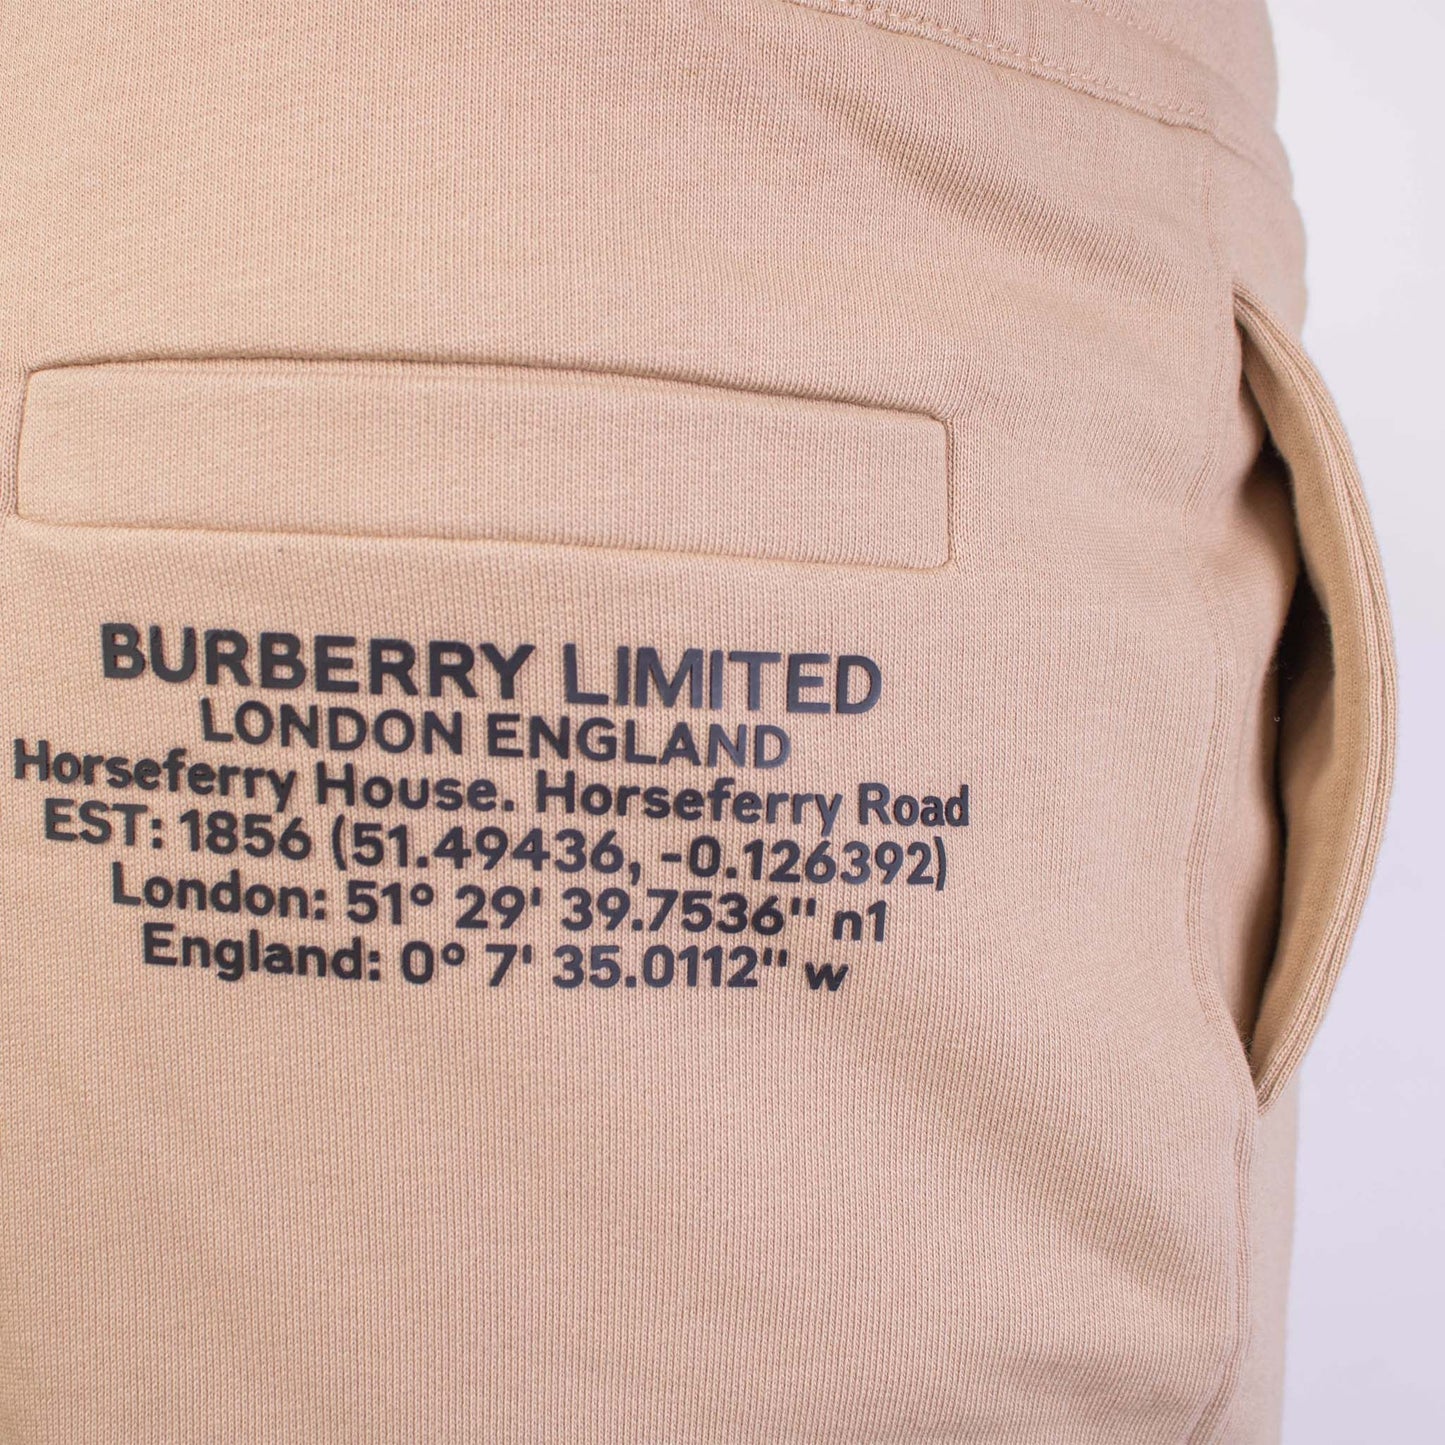 BURBERRY LIMITED
LONDON ENGLAND
Horseferry House. Horseferry Road
EST: 1856 (51.49436, -0.126392)
London: 51° 29' 39.7536'' n1
England: 0° 7' 35.0112'' w